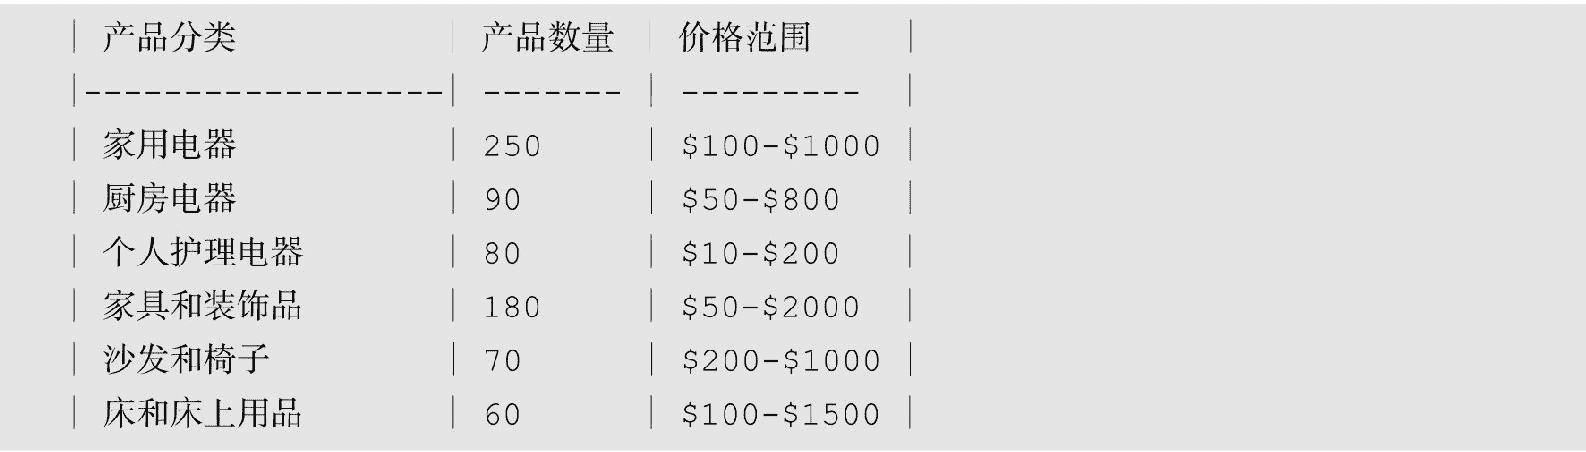 | 产品分类 | 产品数量 | 价格范围 |
|------------------| ------- | --------- |
| 家用电器 | 250 | $100-$1000 |
| 厨房电器 | 90 | $50-$800 |
| 个人护理电器 | 80 | $10-$200 |
| 家具和装饰品 | 180 | $50-$2000 |
| 沙发和椅子 | 70 | $200-$1000 |
| 床和床上用品 | 60 | $100-$1500 |